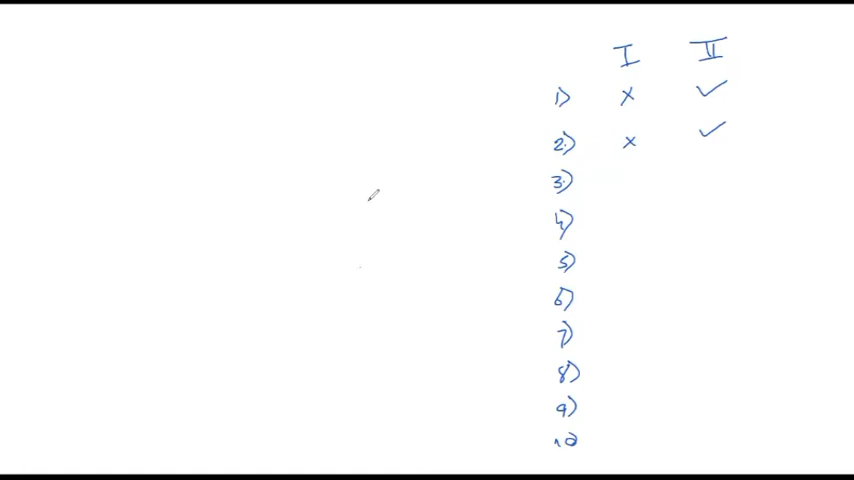 I II
1) × ✓
2.) × ✓
3.)
4)
5)
6)
7)
8)
9)
10